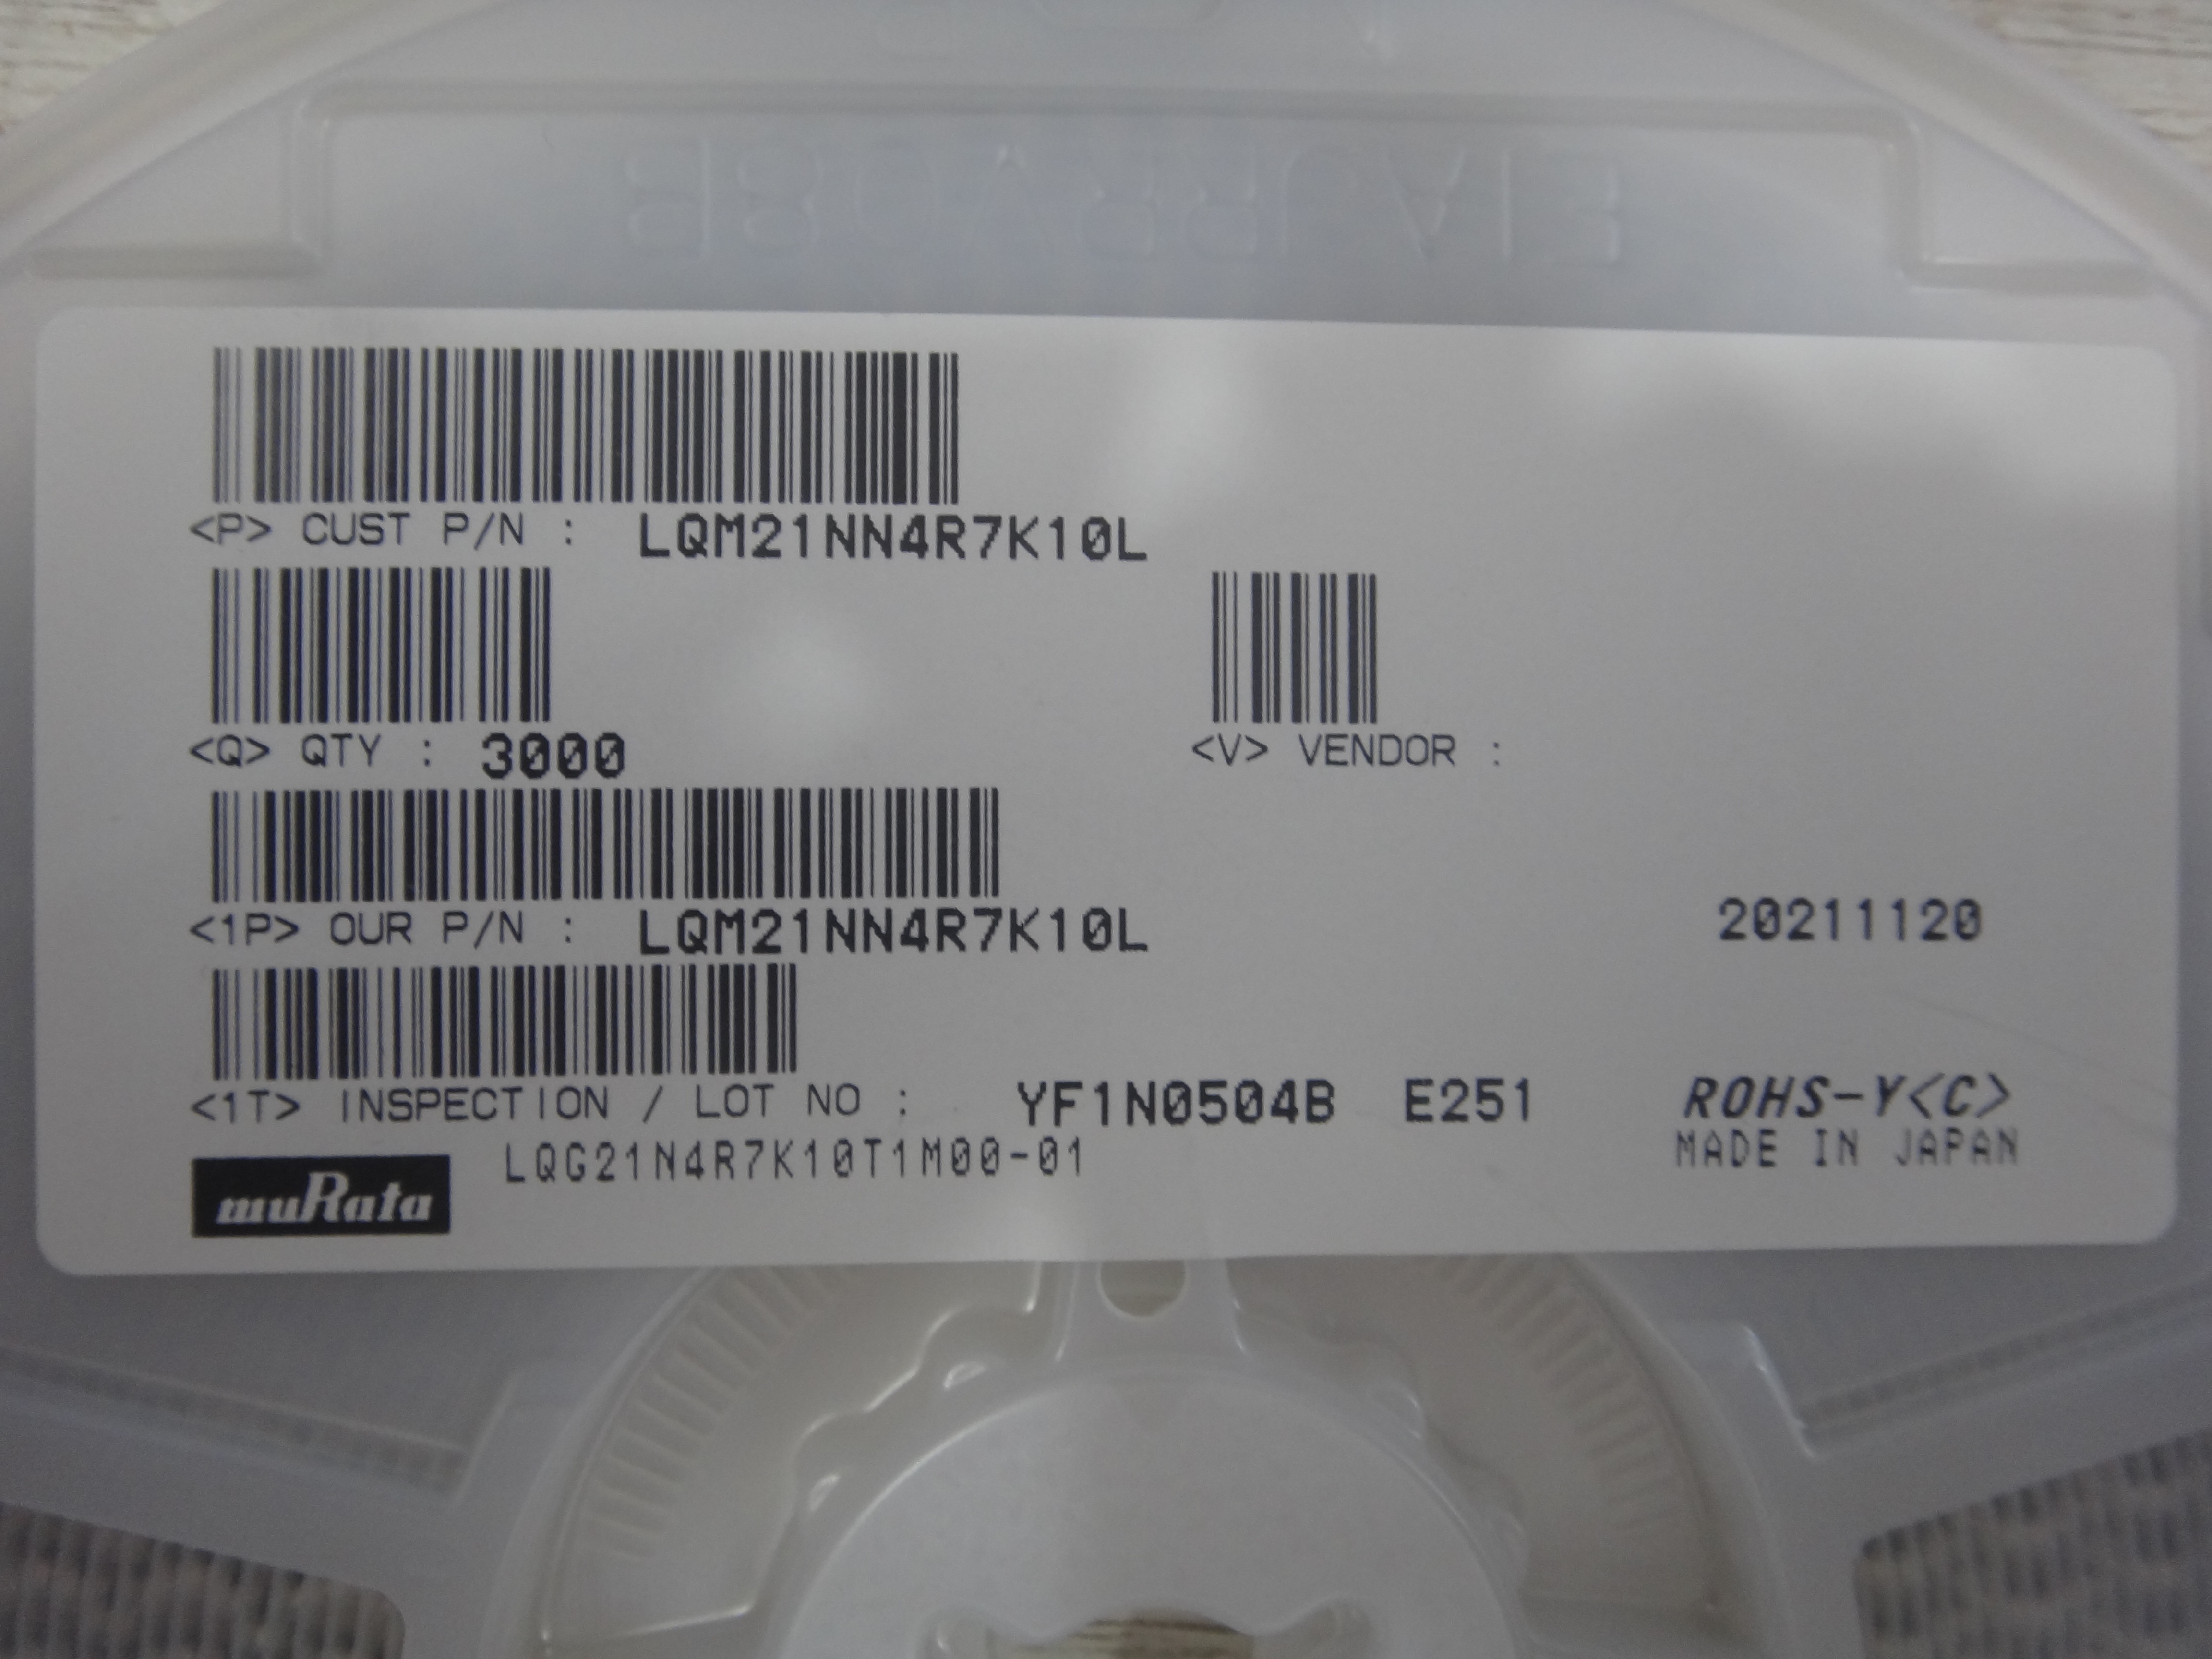 EIAJRRV08B
<P> CUST P/N : LQM21NN4R7K10L
<Q> QTY : 3000
<V> VENDOR :
<1P> OUR P/N : LQM21NN4R7K10L
20211120
<1T> INSPECTION / LOT NO : YF1N0504B E251
ROHS-Y<C>
LQG21N4R7K10T1M00-01
MADE IN JAPAN
muRata